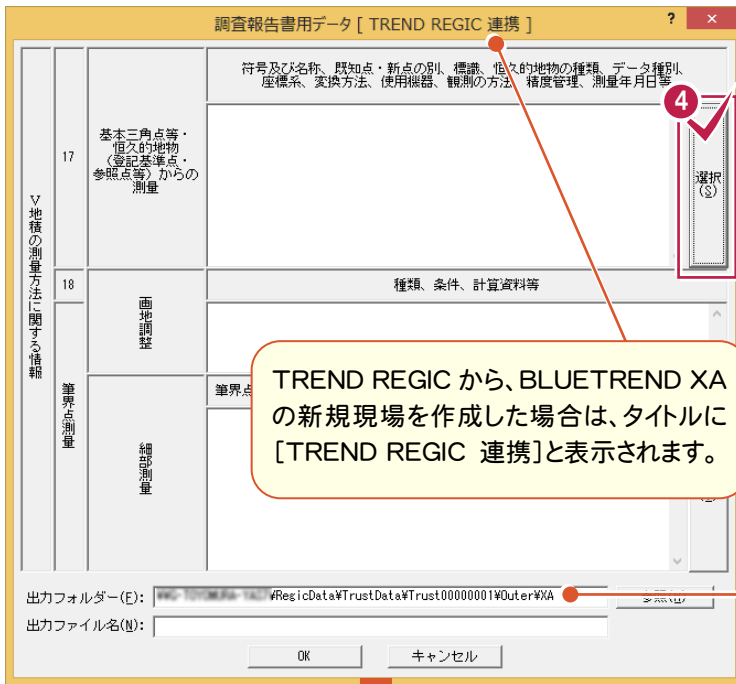 調査報告書用データ [ TREND REGIC 連携 ]
?
×
符号及び名称、既知点・新点の別、標識、恒久的地物の種類、データ種別、
座標系、変換方法、使用機器、観測の方法、精度管理、測量年月日等
4
Ⅴ地積の測量方法に関する情報
17
基本三角点等・
恒久的地物
(登記基準点・
参照点等)からの
測量
選択
(S)
18
画地調整
種類、条件、計算資料等
筆界点測量
細部測量
筆界点
TREND REGIC から、BLUETREND XA
の新規現場を作成した場合は、タイトルに
[TREND REGIC 連携]と表示されます。
出力フォルダー(F):
¥RegicData¥TrustData¥Trust00000001¥Outer¥XA
出力ファイル名(N):
OK
キャンセル